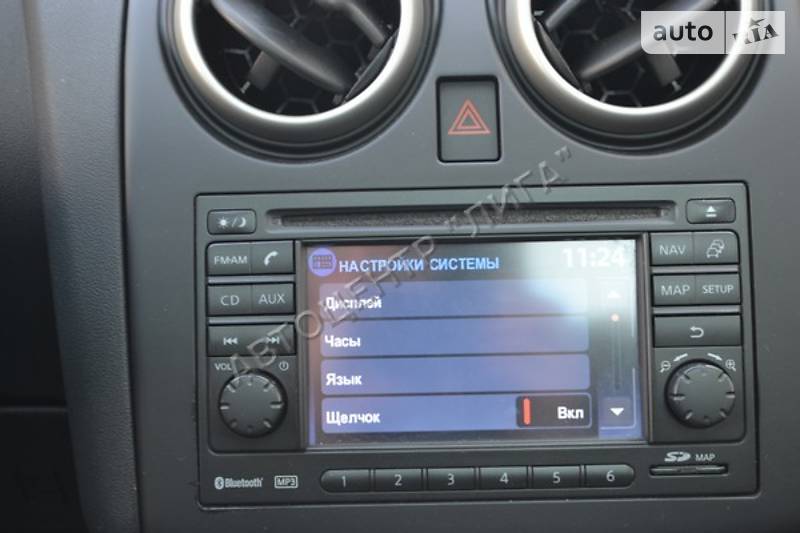 auto RIA
АВТОЦЕНТР "ЛИГА"
FM·AM
CD AUX
VOL
НАСТРОЙКИ СИСТЕМЫ 11:24
Дисплей
Часы
Язык
Щелчок Вкл
NAV
MAP SETUP
SD MAP
Bluetooth MP3 1 2 3 4 5 6